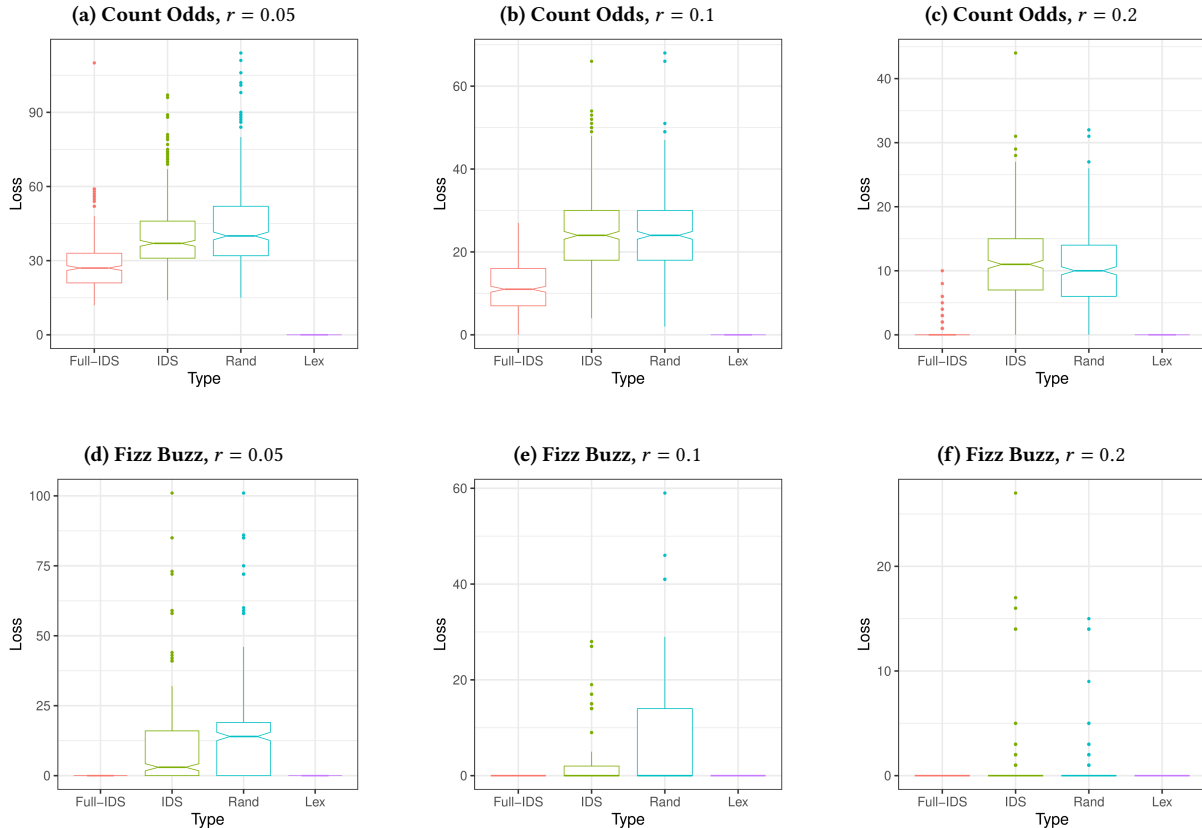 (a) Count Odds, r = 0.05
(b) Count Odds, r = 0.1
(c) Count Odds, r = 0.2
Loss
90
60
30
0
Full−IDS IDS Rand Lex
Type
Loss
60
40
20
0
Full−IDS IDS Rand Lex
Type
Loss
40
30
20
10
0
Full−IDS IDS Rand Lex
Type
(d) Fizz Buzz, r = 0.05
(e) Fizz Buzz, r = 0.1
(f) Fizz Buzz, r = 0.2
Loss
100
75
50
25
0
Full−IDS IDS Rand Lex
Type
Loss
60
40
20
0
Full−IDS IDS Rand Lex
Type
Loss
20
10
0
Full−IDS IDS Rand Lex
Type